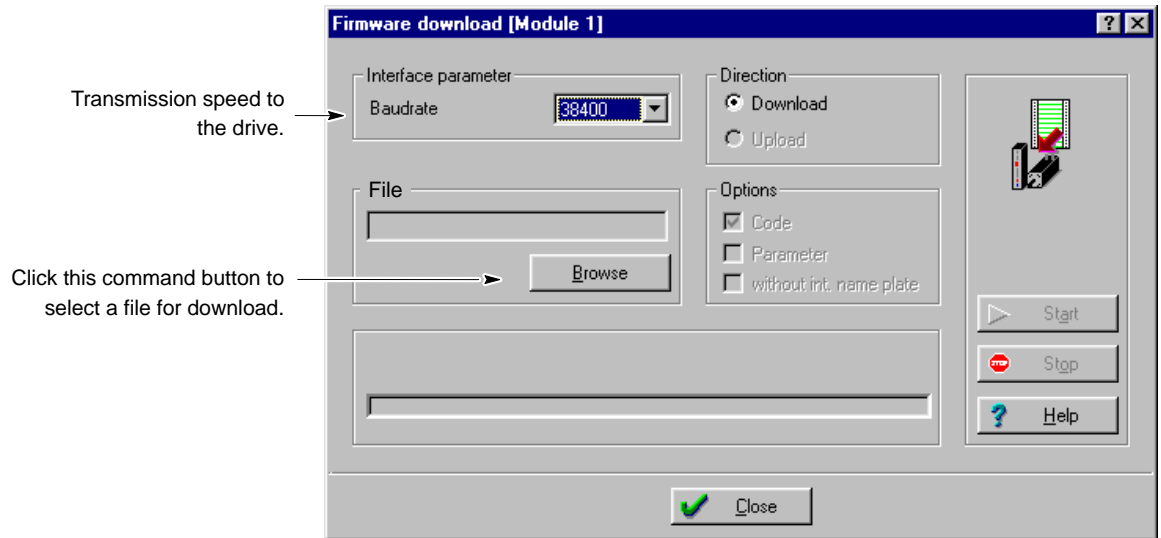 Firmware download [Module 1]
Transmission speed to
the drive.
Interface parameter
Baudrate
38400
Direction
Download
Upload
File
Click this command button to
select a file for download.
Browse
Options
Code
Parameter
without int. name plate
Start
STOP
Stop
? Help
Close